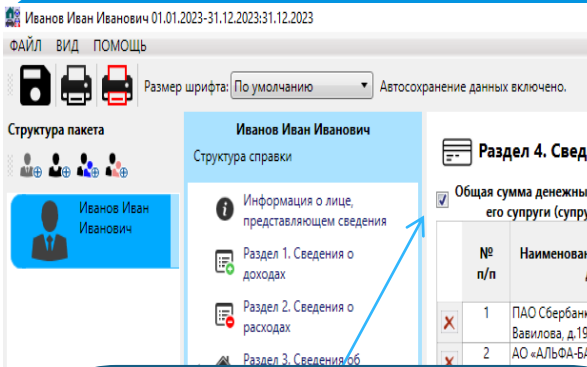 Иванов Иван Иванович 01.01.2023-31.12.2023:31.12.2023
ФАЙЛ ВИД ПОМОЩЬ
Размер шрифта: По умолчанию Автосохранение данных включено.
Структура пакета
Иванов Иван
Иванович
Иванов Иван Иванович
Структура справки
Информация о лице,
представляющем сведения
Раздел 1. Сведения о
доходах
Раздел 2. Сведения о
расходах
Раздел 3. Сведения об
Раздел 4. Свед
Общая сумма денежны
его супруги (супру
№
п/п
Наименован
1 ПАО Сбербанк
Вавилова, д.19
2 АО «АЛЬФА-БА